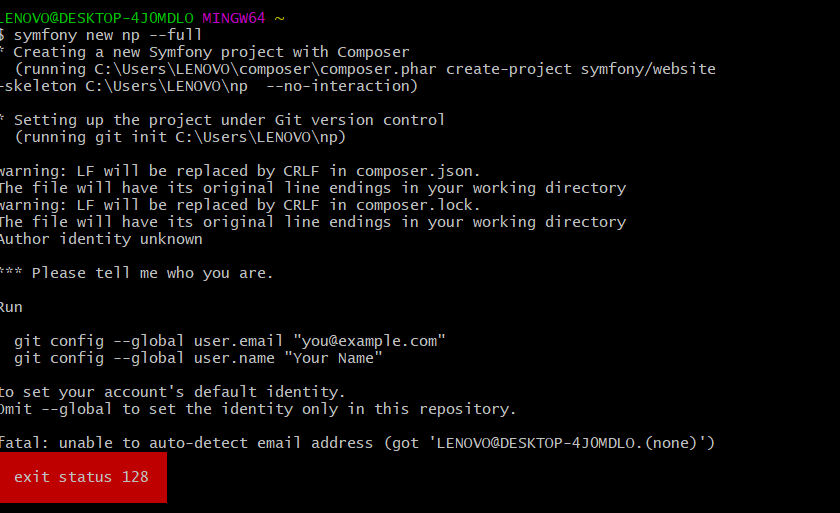 LENOVO@DESKTOP-4J0MDLO MINGW64 ~
$ symfony new np --full
* Creating a new Symfony project with Composer
  (running C:\Users\LENOVO\composer\composer.phar create-project symfony/website
-skeleton C:\Users\LENOVO\np  --no-interaction)

* Setting up the project under Git version control
  (running git init C:\Users\LENOVO\np)

warning: LF will be replaced by CRLF in composer.json.
The file will have its original line endings in your working directory
warning: LF will be replaced by CRLF in composer.lock.
The file will have its original line endings in your working directory
Author identity unknown

*** Please tell me who you are.

Run

  git config --global user.email "you@example.com"
  git config --global user.name "Your Name"

to set your account's default identity.
Omit --global to set the identity only in this repository.

fatal: unable to auto-detect email address (got 'LENOVO@DESKTOP-4J0MDLO.(none)')

  exit status 128